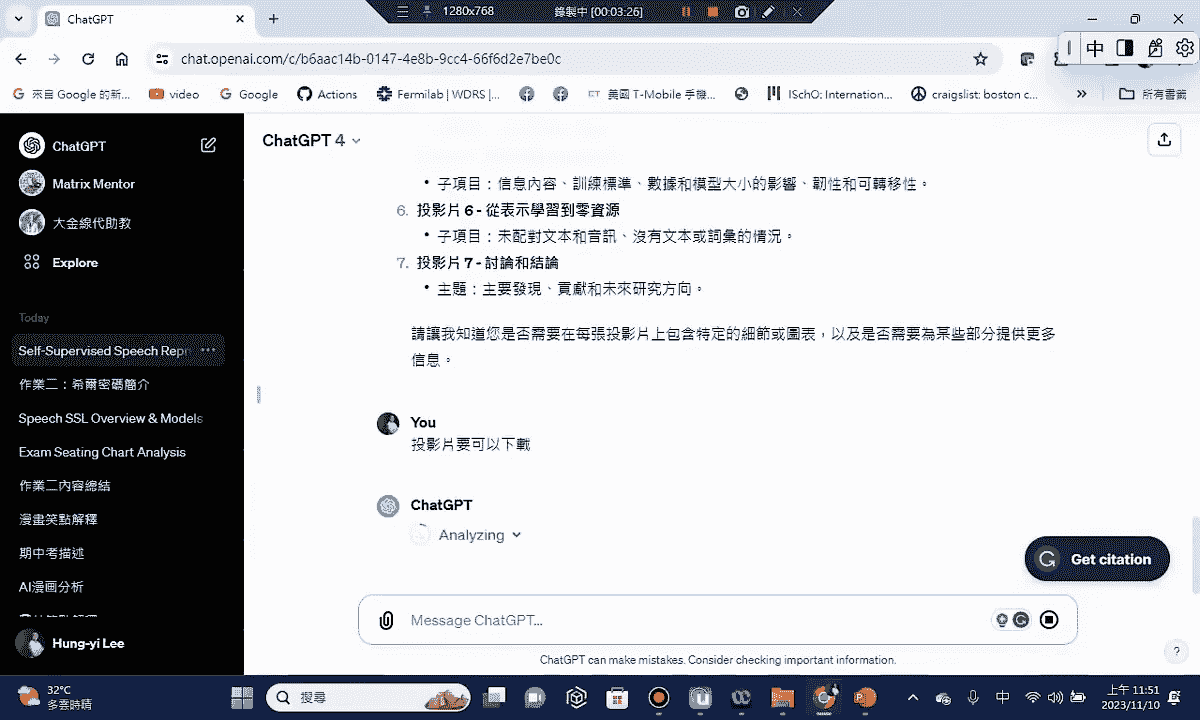 ChatGPT
1280x768
錄製中 [00:03:26]
中
chat.openai.com/c/b6aac14b-0147-4e8b-9cc4-66f6d2e7be0c
來自 Google 的新...
video
Google
Actions
Fermilab | WDRS |...
美國 T-Mobile 手機...
ISchO: Internation...
craigslist: boston c...
所有書籤
ChatGPT
Matrix Mentor
大金線代助教
Explore
Today
Self-Supervised Speech Repr
作業二：希爾密碼簡介
Speech SSL Overview & Models
Exam Seating Chart Analysis
作業二內容總結
漫畫笑點解釋
期中考描述
AI漫画分析
Hung-yi Lee
ChatGPT 4
• 子項目：信息內容、訓練標準、數據和模型大小的影響、韌性和可轉移性。
6. 投影片 6 - 從表示學習到零資源
• 子項目：未配對文本和音訊、沒有文本或詞彙的情況。
7. 投影片 7 - 討論和結論
• 主題：主要發現、貢獻和未來研究方向。
請讓我知道您是否需要在每張投影片上包含特定的細節或圖表，以及是否需要為某些部分提供更多
信息。
You
投影片要可以下載
ChatGPT
Analyzing
Get citation
Message ChatGPT...
ChatGPT can make mistakes. Consider checking important information.
?
32°C
多雲時晴
搜尋
中
上午 11:51
2023/11/10